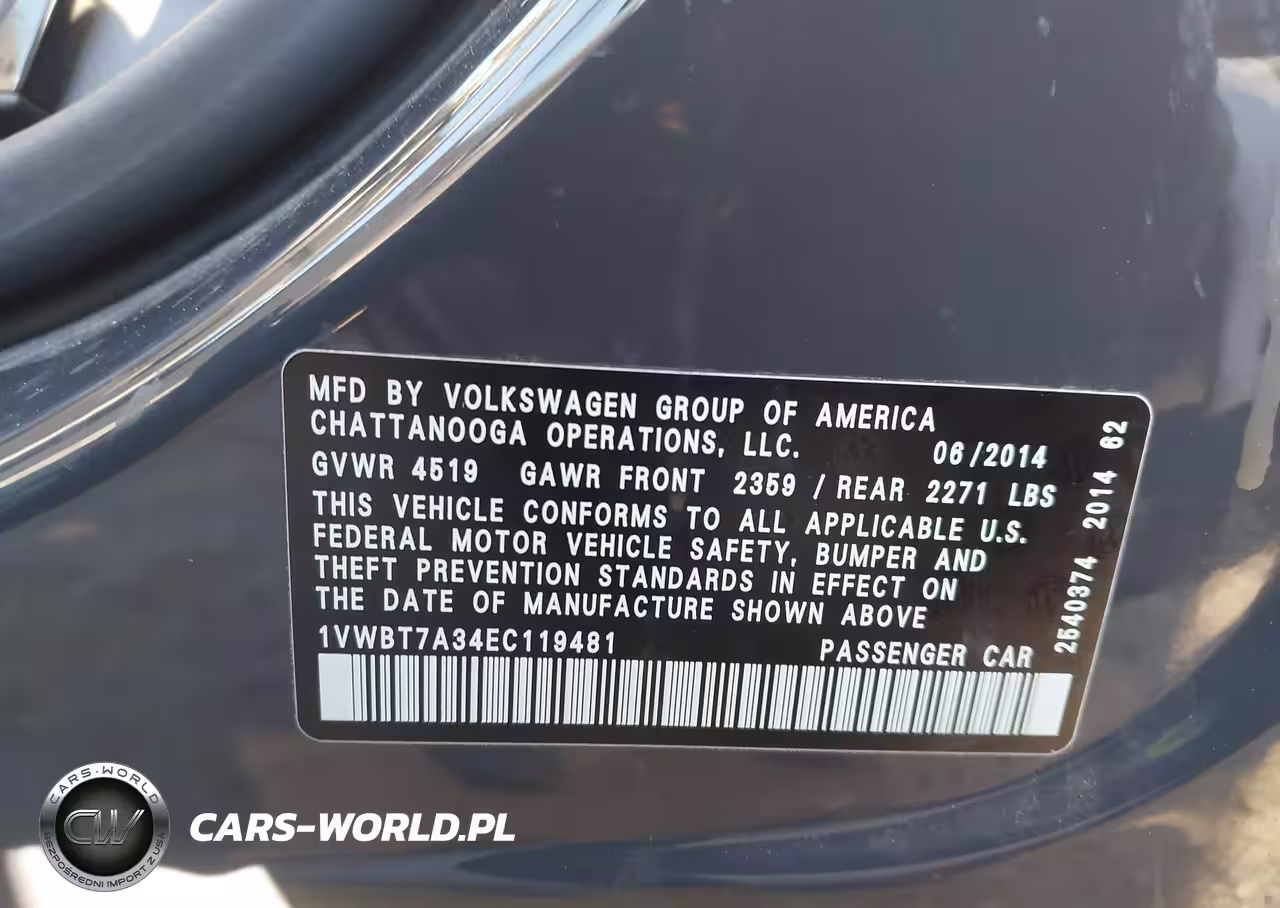 MFD BY VOLKSWAGEN GROUP OF AMERICA
CHATTANOOGA OPERATIONS, LLC. 06/2014
GVWR 4519 GAWR FRONT 2359 / REAR 2271 LBS
THIS VEHICLE CONFORMS TO ALL APPLICABLE U.S.
FEDERAL MOTOR VEHICLE SAFETY, BUMPER AND
THEFT PREVENTION STANDARDS IN EFFECT ON
THE DATE OF MANUFACTURE SHOWN ABOVE
1VWBT7A34EC119481 PASSENGER CAR
2540374 2014 62
CARS-WORLD
CW
BEZPOŚREDNI IMPORT Z USA
CARS-WORLD.PL